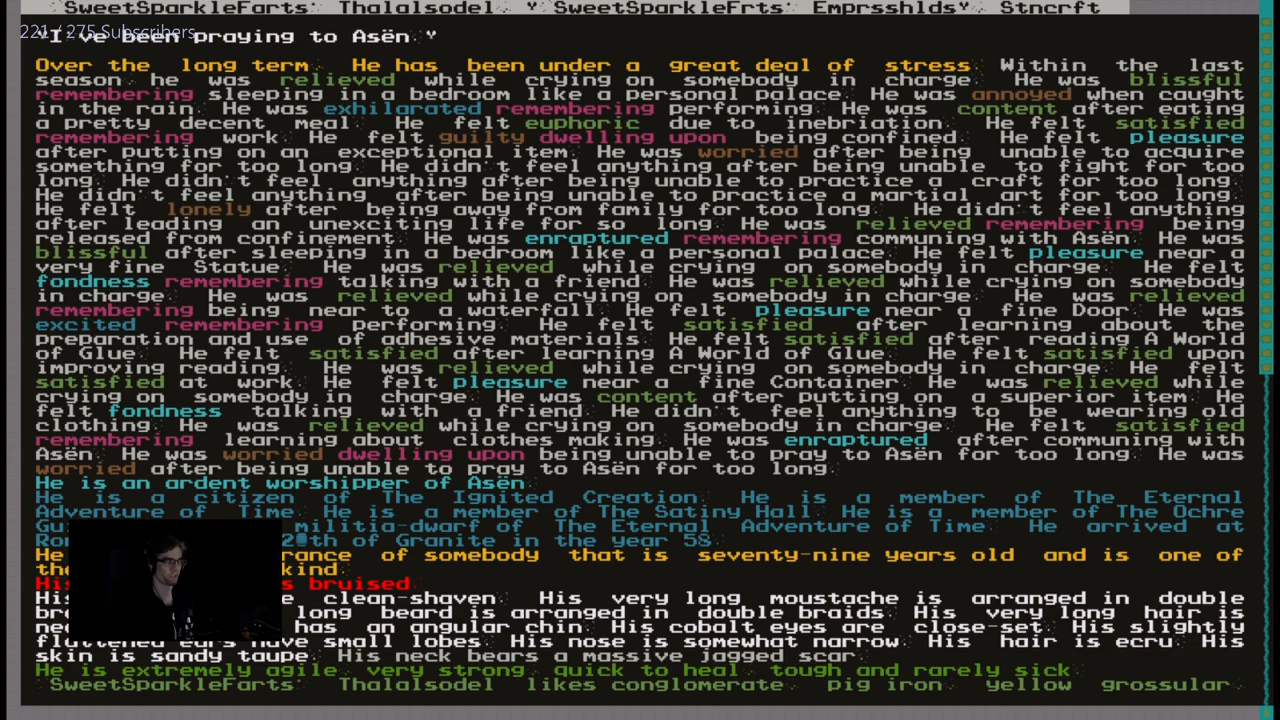 SweetSparkleFarts Thalalsodel ♥ SweetSparkleFrts Emprsshlds♥ Stncrft
221 / 275 Subscribers
"I've been praying to Asën."
Over the long term, He has been under a great deal of stress. Within the last
season, he was relieved while crying on somebody in charge. He was blissful
remembering sleeping in a bedroom like a personal palace. He was annoyed when caught
in the rain. He was exhilarated remembering performing. He was content after eating
a pretty decent meal. He felt euphoric due to inebriation. He felt satisfied
remembering work. He felt guilty dwelling upon being confined. He felt pleasure
after putting on an exceptional item. He was worried after being unable to acquire
something for too long. He didn't feel anything after being unable to fight for too
long. He didn't feel anything after being unable to practice a craft for too long.
He didn't feel anything after being unable to practice a martial art for too long.
He felt lonely after being away from family for too long. He didn't feel anything
after leading an unexciting life for so long. He was relieved remembering being
released from confinement. He was enraptured remembering communing with Asën. He was
blissful after sleeping in a bedroom like a personal palace. He felt pleasure near a
very fine Statue. He was relieved while crying on somebody in charge. He felt
fondness remembering talking with a friend. He was relieved while crying on somebody
in charge. He was relieved while crying on somebody in charge. He was relieved
remembering being near to a waterfall. He felt pleasure near a fine Door. He was
excited remembering performing. He felt satisfied after learning about the
preparation and use of adhesive materials. He felt satisfied after reading A World
of Glue. He felt satisfied after learning A World of Glue. He felt satisfied upon
improving reading. He was relieved while crying on somebody in charge. He felt
satisfied at work. He felt pleasure near a fine Container. He was relieved while
crying on somebody in charge. He was content after putting on a superior item. He
felt fondness talking with a friend. He didn't feel anything to be wearing old
clothing. He was relieved while crying on somebody in charge. He felt satisfied
remembering learning about clothes making. He was enraptured after communing with
Asën. He was worried dwelling upon being unable to pray to Asën for too long. He was
worried after being unable to pray to Asën for too long.
He is an ardent worshipper of Asën.
He is a citizen of The Ignited Creation. He is a member of The Eternal
Adventure of Time. He is a member of The Satiny Hall. He is a member of The Ochre
Gu militia-dwarf of The Eternal Adventure of Time. He arrived at
Ro 28th of Granite in the year 58.
He rance of somebody that is seventy-nine years old and is one of
the kind.
His s bruised.
His clean-shaven. His very long moustache is arranged in double
br long beard is arranged in double braids. His very long hair is
ne has an angular chin. His cobalt eyes are close-set. His slightly
flattened ears have small lobes. His nose is somewhat narrow. His hair is ecru. His
skin is sandy taupe. His neck bears a massive jagged scar.
He is extremely agile, very strong, quick to heal, tough and rarely sick.
SweetSparkleFarts Thalalsodel likes conglomerate, pig iron, yellow grossular,